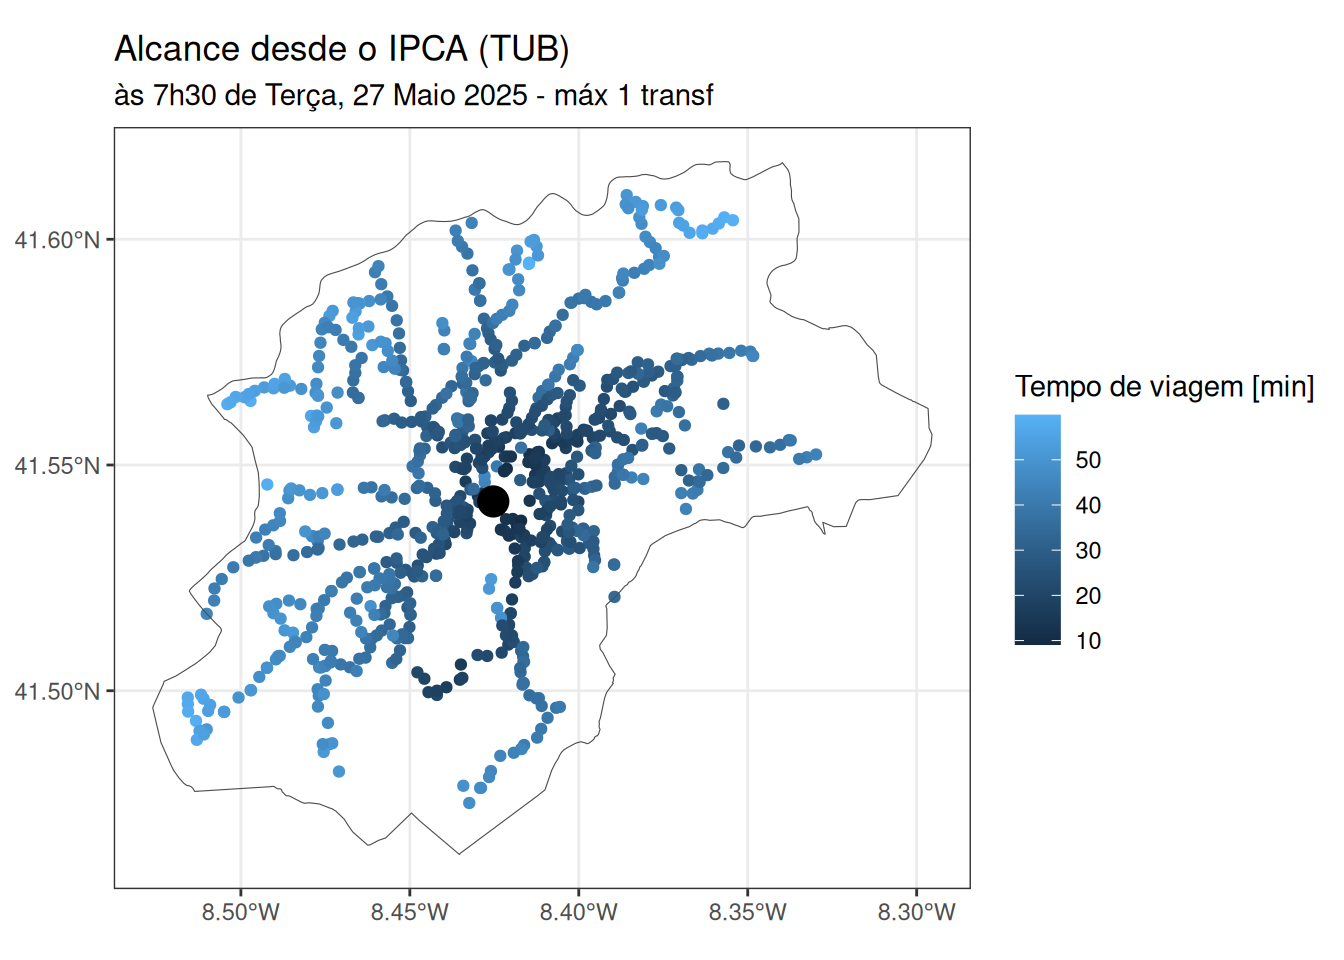 Alcance desde o IPCA (TUB)
às 7h30 de Terça, 27 Maio 2025 - máx 1 transf
41.60°N
41.55°N
41.50°N
8.50°W
8.45°W
8.40°W
8.35°W
8.30°W
Tempo de viagem [min]
50
40
30
20
10